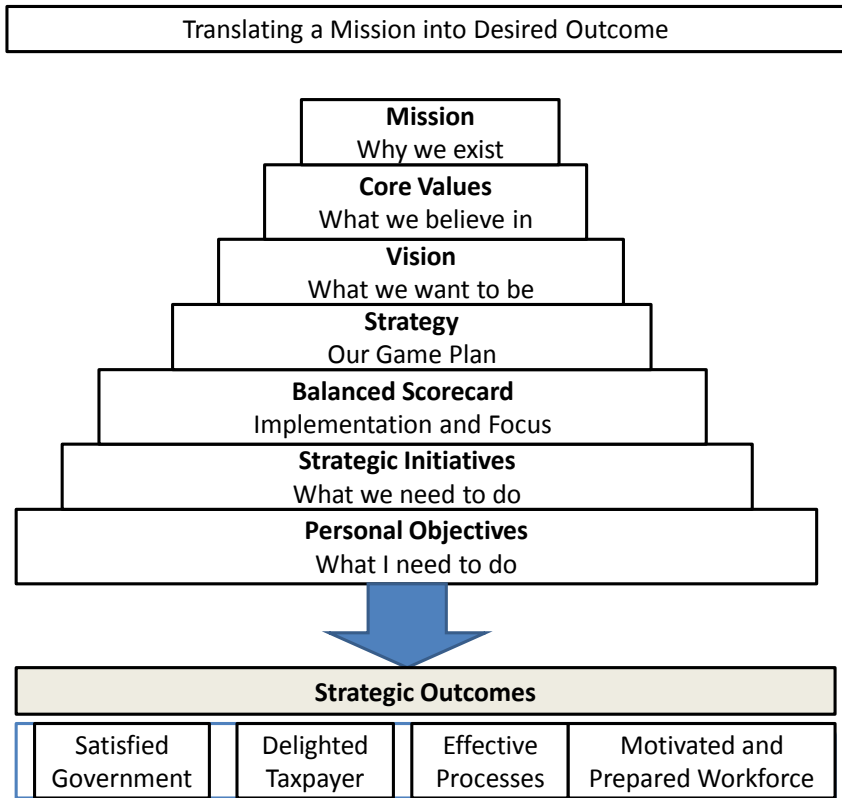 Translating a Mission into Desired Outcome
Mission
Why we exist
Core Values
What we believe in
Vision
What we want to be
Strategy
Our Game Plan
Balanced Scorecard
Implementation and Focus
Strategic Initiatives
What we need to do
Personal Objectives
What I need to do
Strategic Outcomes
Satisfied
Government
Delighted
Taxpayer
Effective
Processes
Motivated and
Prepared Workforce